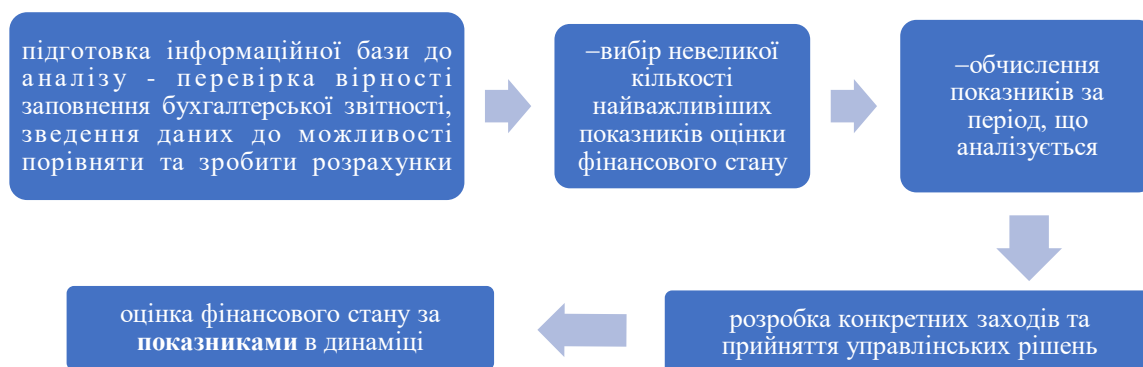 підготовка інформаційної бази до
аналізу - перевірка вірності
заповнення бухгалтерської звітності,
зведення даних до можливості
порівняти та зробити розрахунки
–вибір невеликої
кількості
найважливіших
показників оцінки
фінансового стану
–обчислення
показників за
період, що
аналізується
розробка конкретних заходів та
прийняття управлінських рішень
оцінка фінансового стану за
показниками в динаміці